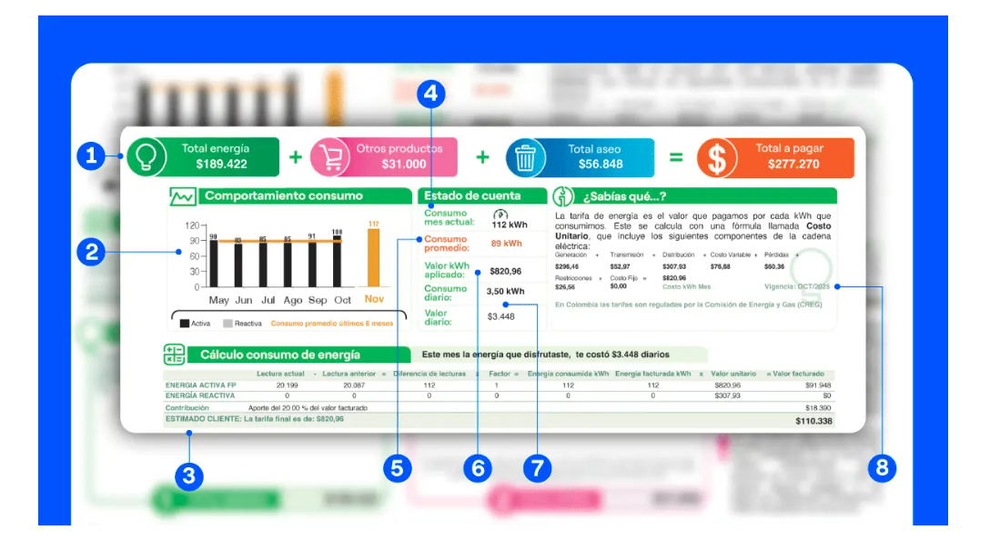 4
1
Total energía
$189.422
+
Otros productos
$31.000
+
Total aseo
$56.848
=
Total a pagar
$277.270
Comportamiento consumo
120
90
60
30
0
85
85
91
108
112
May Jun Jul Ago Sep Oct Nov
Activa
Reactiva
Consumo promedio últimos 6 meses
2
Estado de cuenta
Consumo
mes actual:
112 kWh
Consumo
promedio:
89 kWh
Valor kWh
aplicado:
$820,96
Consumo
diario:
3,50 kWh
Valor
diario:
$3.448
¿Sabías qué...?
La tarifa de energía es el valor que pagamos por cada kWh que
consumimos. Este se calcula con una fórmula llamada Costo
Unitario, que incluye los siguientes componentes de la cadena
eléctrica:
Generación + Transmisión + Distribución + Costo Variable + Pérdidas +
$296,46 $52,97 $307,93 $76,68 $60,36
Restricciones + Costo Fijo = $820,96
$26,56 $0,00 Costo kWh Mes Vigencia: OCT/2025
En Colombia las tarifas son reguladas por la Comisión de Energía y Gas (CREG)
Cálculo consumo de energía
Este mes la energía que disfrutaste, te costó $3.448 diarios
Lectura actual - Lectura anterior = Diferencia de lecturas x Factor = Energía consumida kWh Energía facturada kWh x Valor unitario = Valor facturado
ENERGIA ACTIVA FP 20.199 20.087 112 1 112 112 $820,96 $91.948
ENERGÍA REACTIVA 0 0 0 0 0 0 $307,93 $0
Contribución Aporte del 20.00 % del valor facturado $18.390
ESTIMADO CLIENTE: La tarifa final es de: $820,96 $110.338
3
5
6
7
8